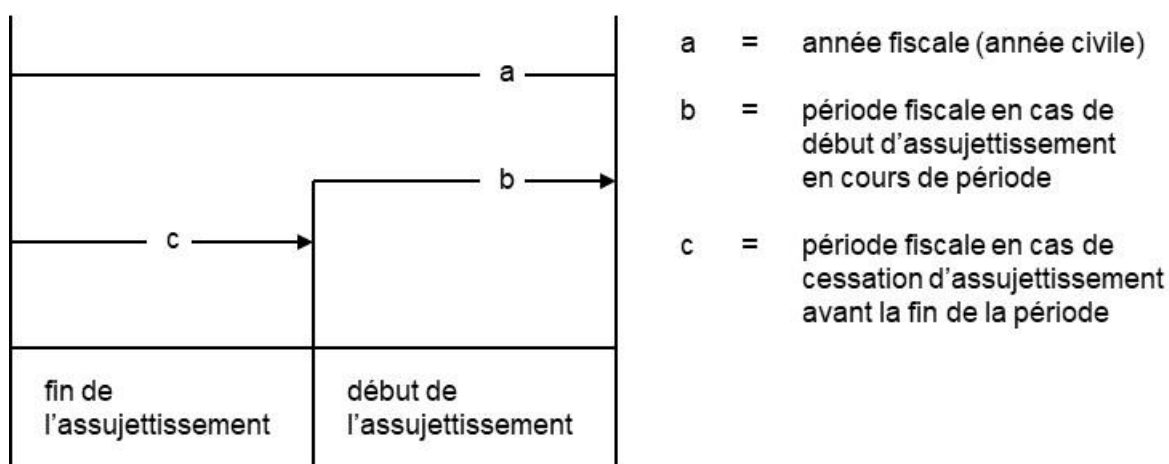 a
b
c
fin de
l'assujettissement
début de
l'assujettissement
a = année fiscale (année civile)
b = période fiscale en cas de
début d'assujettissement
en cours de période
c = période fiscale en cas de
cessation d'assujettissement
avant la fin de la période